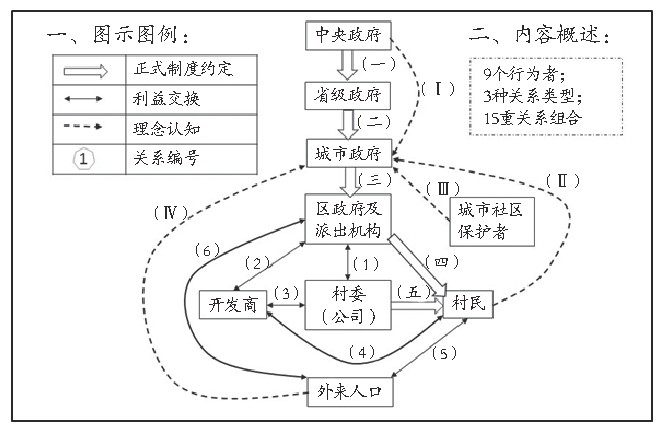 一、图示图例：
正式制度约定
利益交换
理念认知
1
关系编号
二、内容概述：
9个行为者；
3种关系类型；
15重关系组合
中央政府
(一)
(Ⅰ)
省级政府
(二)
城市政府
(三)
(Ⅱ)
(Ⅲ)
(Ⅳ)
城市社区
保护者
区政府及
派出机构
(6)
(2)
(1)
(四)
开发商
(3)
村委
(公司)
(五)
村民
(4)
(5)
外来人口